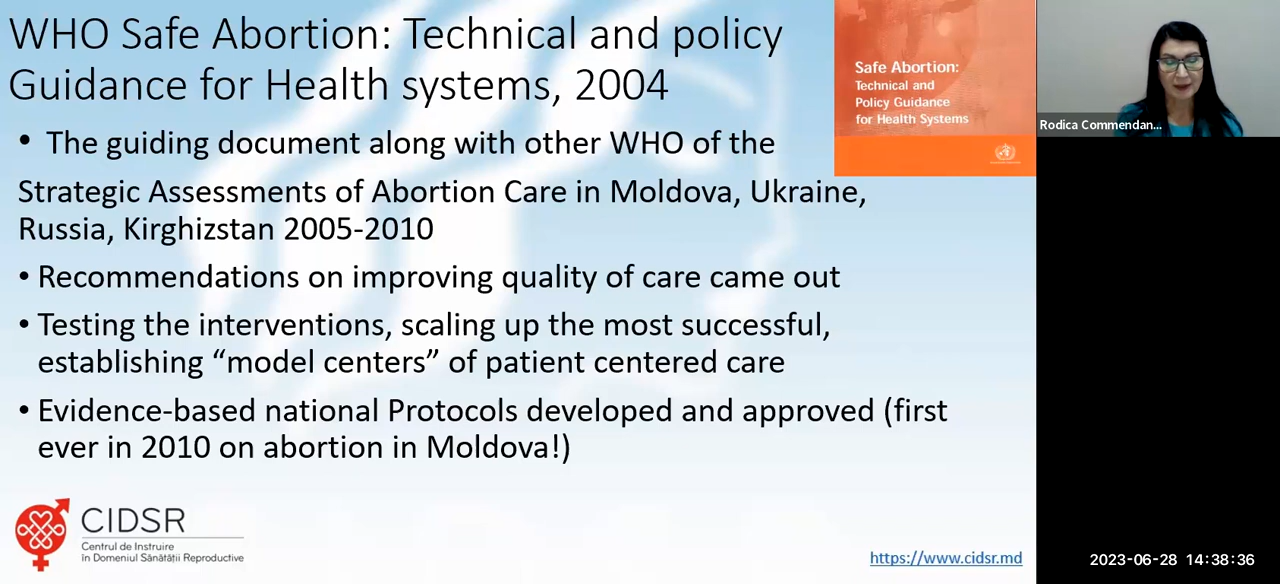 WHO Safe Abortion: Technical and policy
Guidance for Health systems, 2004
• The guiding document along with other WHO of the
Strategic Assessments of Abortion Care in Moldova, Ukraine,
Russia, Kirghizstan 2005-2010
• Recommendations on improving quality of care came out
• Testing the interventions, scaling up the most successful,
establishing “model centers” of patient centered care
• Evidence-based national Protocols developed and approved (first
ever in 2010 on abortion in Moldova!)
Safe Abortion:
Technical and
Policy Guidance
for Health Systems
Rodica Commendan...
CIDSR
Centrul de Instruire
în Domeniul Sănătății Reproductive
https://www.cidsr.md
2023-06-28 14:38:36